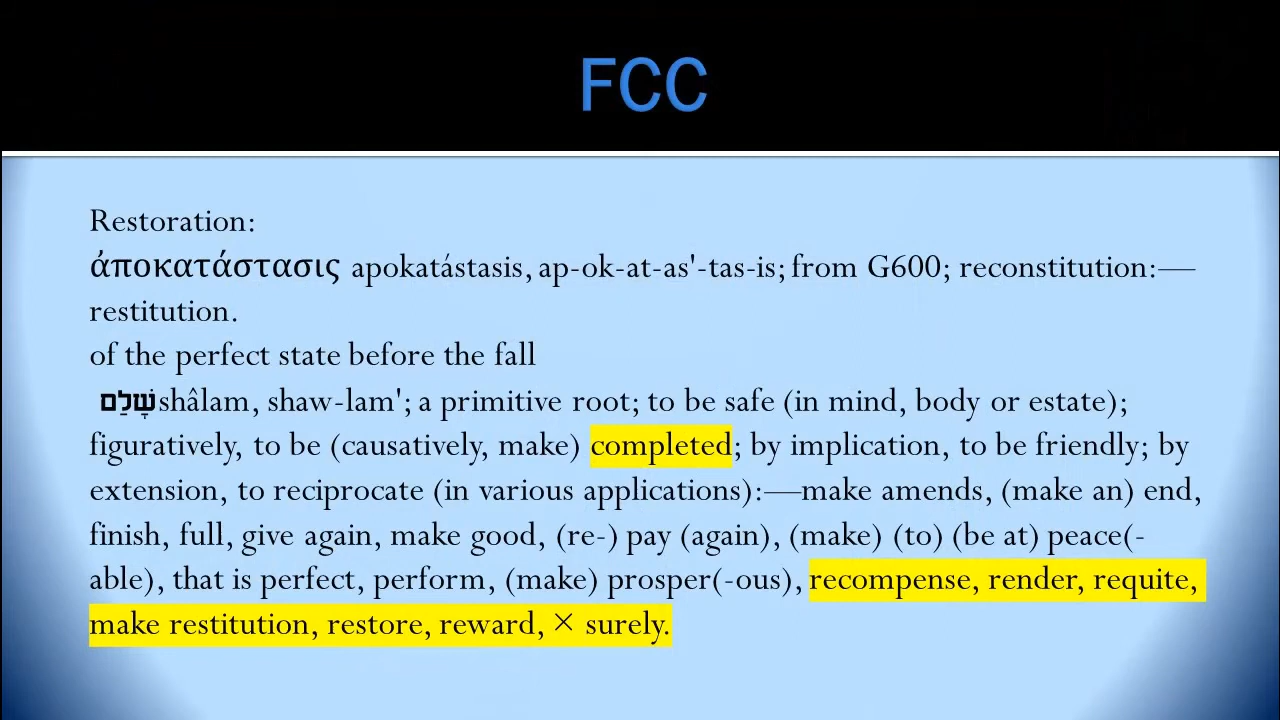 FCC
Restoration:
ἀποκατάστασις apokatástasis, ap-ok-at-as'-tas-is; from G600; reconstitution:—
restitution.
of the perfect state before the fall
שָׁלַם shâlam, shaw-lam'; a primitive root; to be safe (in mind, body or estate);
figuratively, to be (causatively, make) completed; by implication, to be friendly; by
extension, to reciprocate (in various applications):—make amends, (make an) end,
finish, full, give again, make good, (re-) pay (again), (make) (to) (be at) peace(-
able), that is perfect, perform, (make) prosper(-ous), recompense, render, requite,
make restitution, restore, reward, × surely.